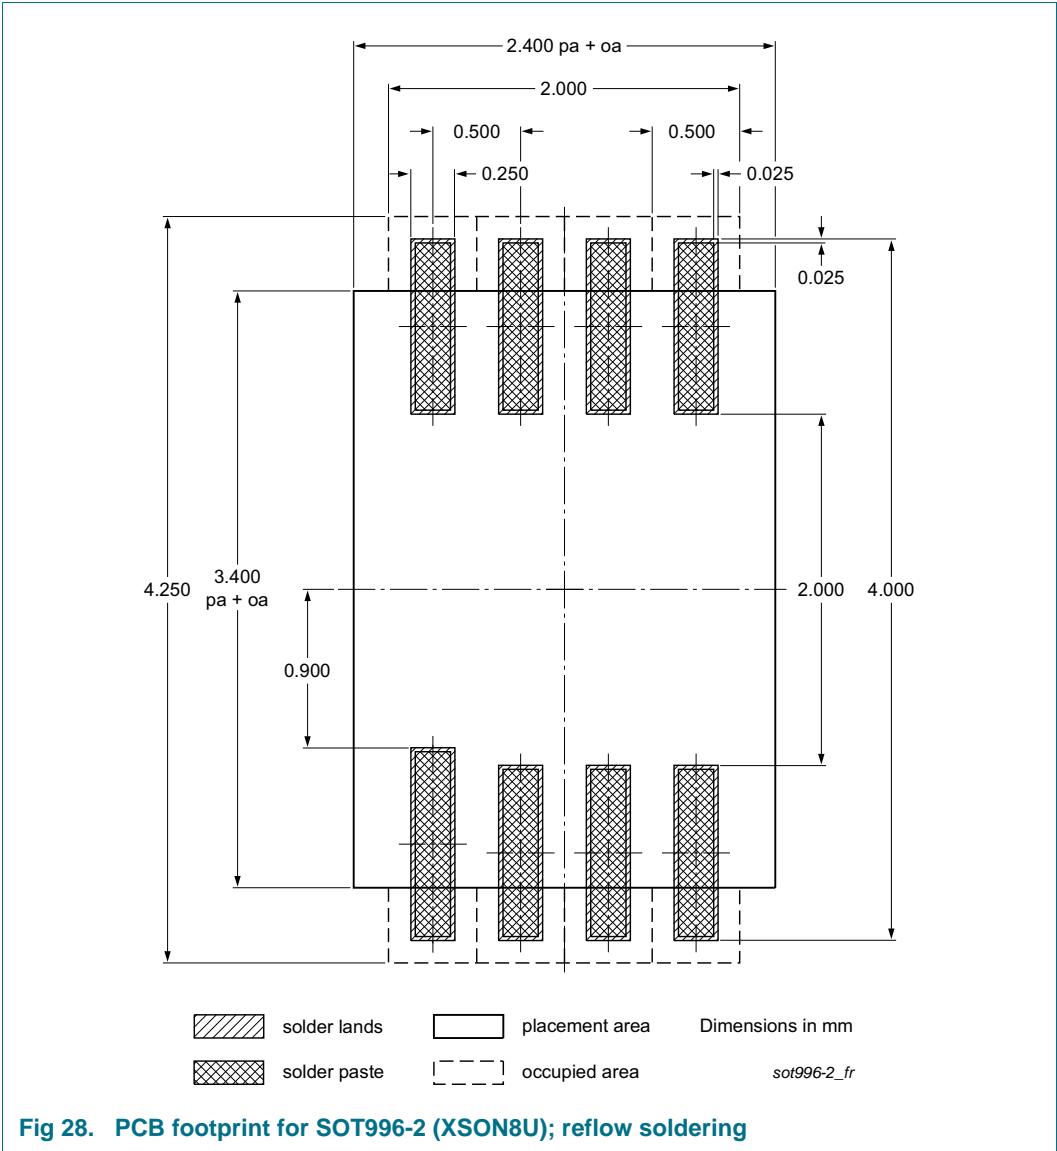 2.400 pa + oa
2.000
0.500
0.500
0.250
0.025
0.025
4.250
3.400
pa + oa
2.000
4.000
0.900
solder lands
placement area
Dimensions in mm
solder paste
occupied area
sot996-2_fr
Fig 28. PCB footprint for SOT996-2 (XSON8U); reflow soldering